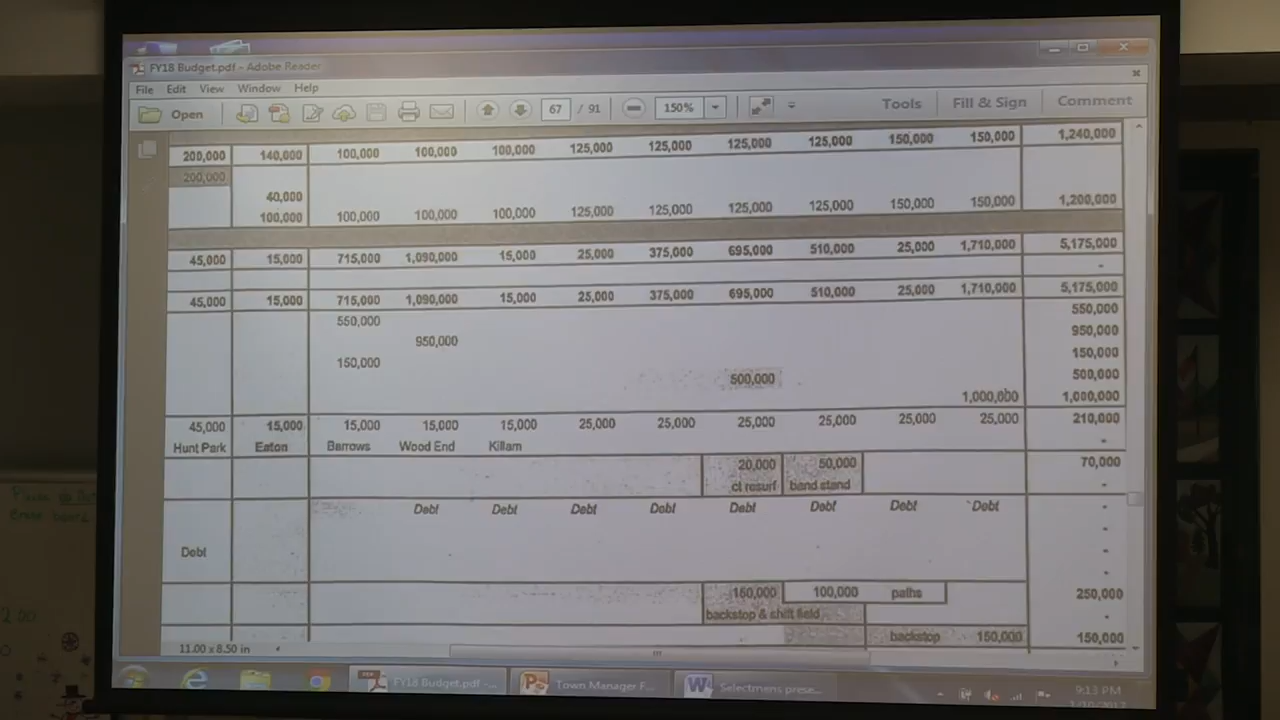 FY18 Budget.pdf - Adobe Reader
File Edit View Window Help
Open 67 / 91 150% Tools Fill & Sign Comment
200,000 140,000 100,000 100,000 100,000 125,000 125,000 125,000 125,000 150,000 150,000 1,240,000
200,000
40,000
100,000 100,000 100,000 100,000 125,000 125,000 125,000 125,000 150,000 150,000 1,200,000
45,000 15,000 715,000 1,090,000 15,000 25,000 375,000 695,000 510,000 25,000 1,710,000 5,175,000
-
45,000 15,000 715,000 1,090,000 15,000 25,000 375,000 695,000 510,000 25,000 1,710,000 5,175,000
550,000 550,000
950,000 950,000
150,000 150,000
500,000 500,000
1,000,000 1,000,000
45,000 15,000 15,000 15,000 15,000 25,000 25,000 25,000 25,000 25,000 25,000 210,000
Hunt Park Eaton Barrows Wood End Killam -
20,000 50,000 70,000
ct resurf band stand -
Debt Debt Debt Debt Debt Debt Debt Debt -
-
Debt -
-
100,000 paths 250,000
backstop & shift field -
backstop 150,000 150,000
11.00 x 8.50 in
FY18 Budget.pdf -... Town Manager F... Selectmens prese...
9:13 PM